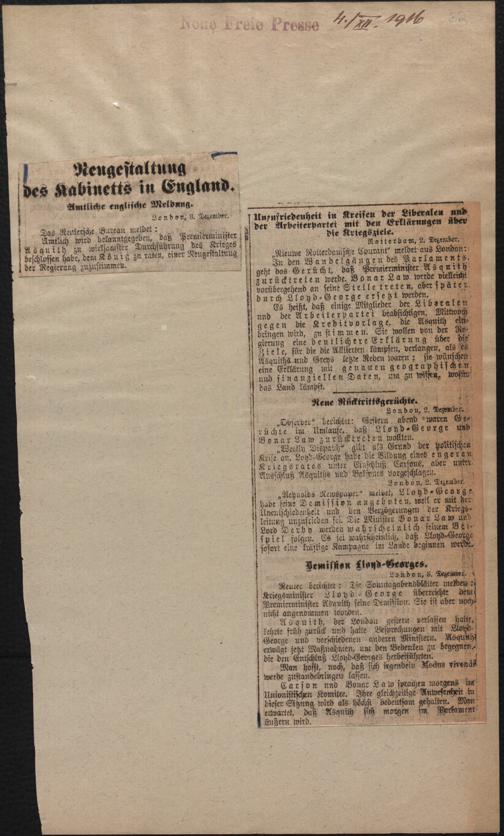 Neue Freie Presse 4./XII. 1916
Neugestaltung
des Kabinetts in England.
Amtliche englische Meldung.
London, 3. Dezember.
Das Reutersche Bureau meldet:
Amtlich wird bekanntgegeben, daß Premierminister
Asquith zu wirksamster Durchführung des Krieges
beschlossen habe, dem König zu raten, einer Neugestaltung
der Regierung zuzustimmen.
Unzufriedenheit in Kreisen der Liberalen und
der Arbeiterpartei mit den Erklärungen über
die Kriegsziele.
Rotterdam, 2. Dezember.
„Nieuwe Rotterdamsche Courant" meldet aus London:
In den Wandelgängen des Parlaments
geht das Gerücht, daß Premierminister Asquith
zurücktreten werde. Bonar Law werde vielleicht
vorübergehend an seine Stelle treten, aber später
durch Lloyd-George ersetzt werden.
Es heißt, daß einige Mitglieder der Liberalen
und der Arbeiterpartei beabsichtigen, Mittwoch
gegen die Kreditvorlage, die Asquith ein-
bringen wird, zu stimmen. Sie wollen von der Re-
gierung eine deutlichere Erklärung über die
Ziele, für die die Alliierten kämpfen, verlangen, als es
Asquiths und Greys letzte Reden waren; sie wünschen
eine Erklärung mit genauen geographischen
und finanziellen Daten, um zu wissen, wofür
das Land kämpft.
Neue Rücktrittsgerüchte.
London, 2. Dezember.
„Observer" berichtet: Gestern abend waren Ge-
rüchte im Umlaufe, daß Lloyd-George und
Bonar Law zurücktreten wollten.
„Weekly Dispatch" gibt als Grund der politischen
Krise an, Lloyd-George habe die Bildung eines engeren
Kriegsrates unter Einschluß Carsons, aber unter
Ausschluß Asquiths und Balfours vorgeschlagen.
London, 2. Dezember.
„Reynolds Newspaper" meldet, Lloyd-George
habe seine Demission angeboten, weil er mit der
Unentschiedenheit und den Verzögerungen der Kriegs-
leitung unzufrieden sei. Die Minister Bonar Law und
Lord Derby werden wahrscheinlich seinem Bei-
spiel folgen. Es sei wahrscheinlich, daß Lloyd-George
sofort eine kräftige Kampagne im Lande beginnen werde.
Demission Lloyd-Georges.
London, 3. Dezember.
Reuter berichtet: Die Sonntagsabendblätter melden:
Kriegsminister Lloyd-George überreichte dem
Premierminister Asquith seine Demission. Sie ist aber noch
nicht angenommen worden.
Asquith, der London gestern verlassen hatte,
kehrte früh zurück und hatte Besprechungen mit Lloyd-
George und verschiedenen anderen Ministern. Asquith
erwägt jetzt Maßnahmen, um den Bedenken zu begegnen,
die den Entschluß Lloyd-Georges herbeiführten.
Man hofft, noch, daß sich irgendein Modus vivendi
werde zustandebringen lassen.
Carson und Bonar Law sprachen morgens im
Unionistischen Komitee. Ihre gleichzeitige Anwesenheit in
dieser Sitzung wird als höchst bedeutsam gehalten. Man
erwartet, daß Asquith sich morgen im Parlament
äußern wird.